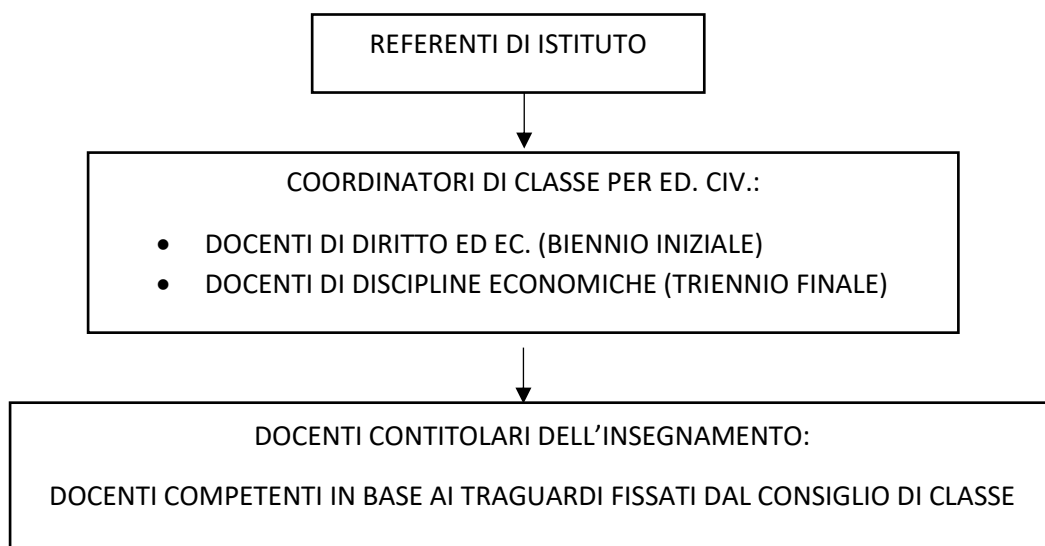 REFERENTI DI ISTITUTO
COORDINATORI DI CLASSE PER ED. CIV.:
• DOCENTI DI DIRITTO ED EC. (BIENNIO INIZIALE)
• DOCENTI DI DISCIPLINE ECONOMICHE (TRIENNIO FINALE)
DOCENTI CONTITOLARI DELL’INSEGNAMENTO:
DOCENTI COMPETENTI IN BASE AI TRAGUARDI FISSATI DAL CONSIGLIO DI CLASSE